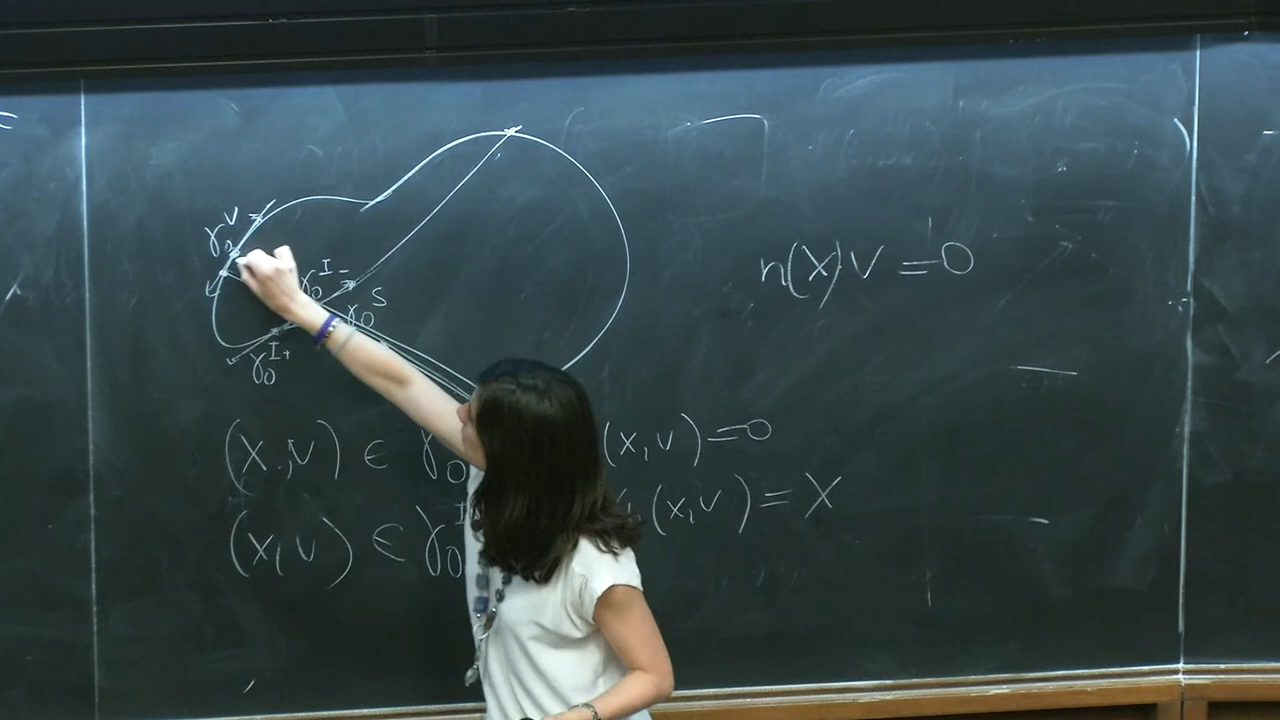 γ₀^V
γ₀^{I-}
γ₀^S
γ₀^{I+}
n(x)·v = 0
(x, v) ∈ γ₀ (x, v) = 0
(x, v) ∈ γ₀^I (x, v) = x